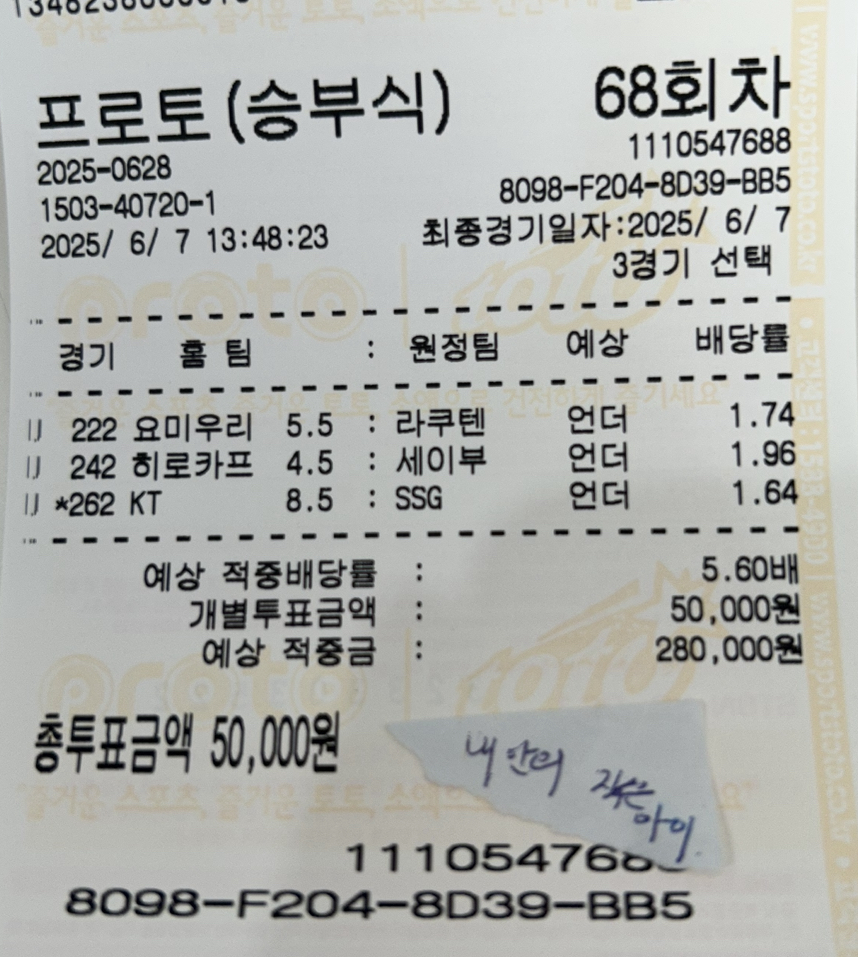 프로토(승부식) 68회차
2025-0628 1110547688
1503-40720-1 8098-F204-8D39-BB5
2025/ 6/ 7 13:48:23 최종경기일자:2025/ 6/ 7
3경기 선택
경기 홈 팀 : 원정팀 예상 배당률
222 요미우리 5.5 : 라쿠텐 언더 1.74
242 히로카프 4.5 : 세이부 언더 1.96
*262 KT 8.5 : SSG 언더 1.64
예상 적중배당률 : 5.60배
개별투표금액 : 50,000원
예상 적중금 : 280,000원
총투표금액 50,000원
내 안의 작은
아이.
8098-F204-8D39-BB5